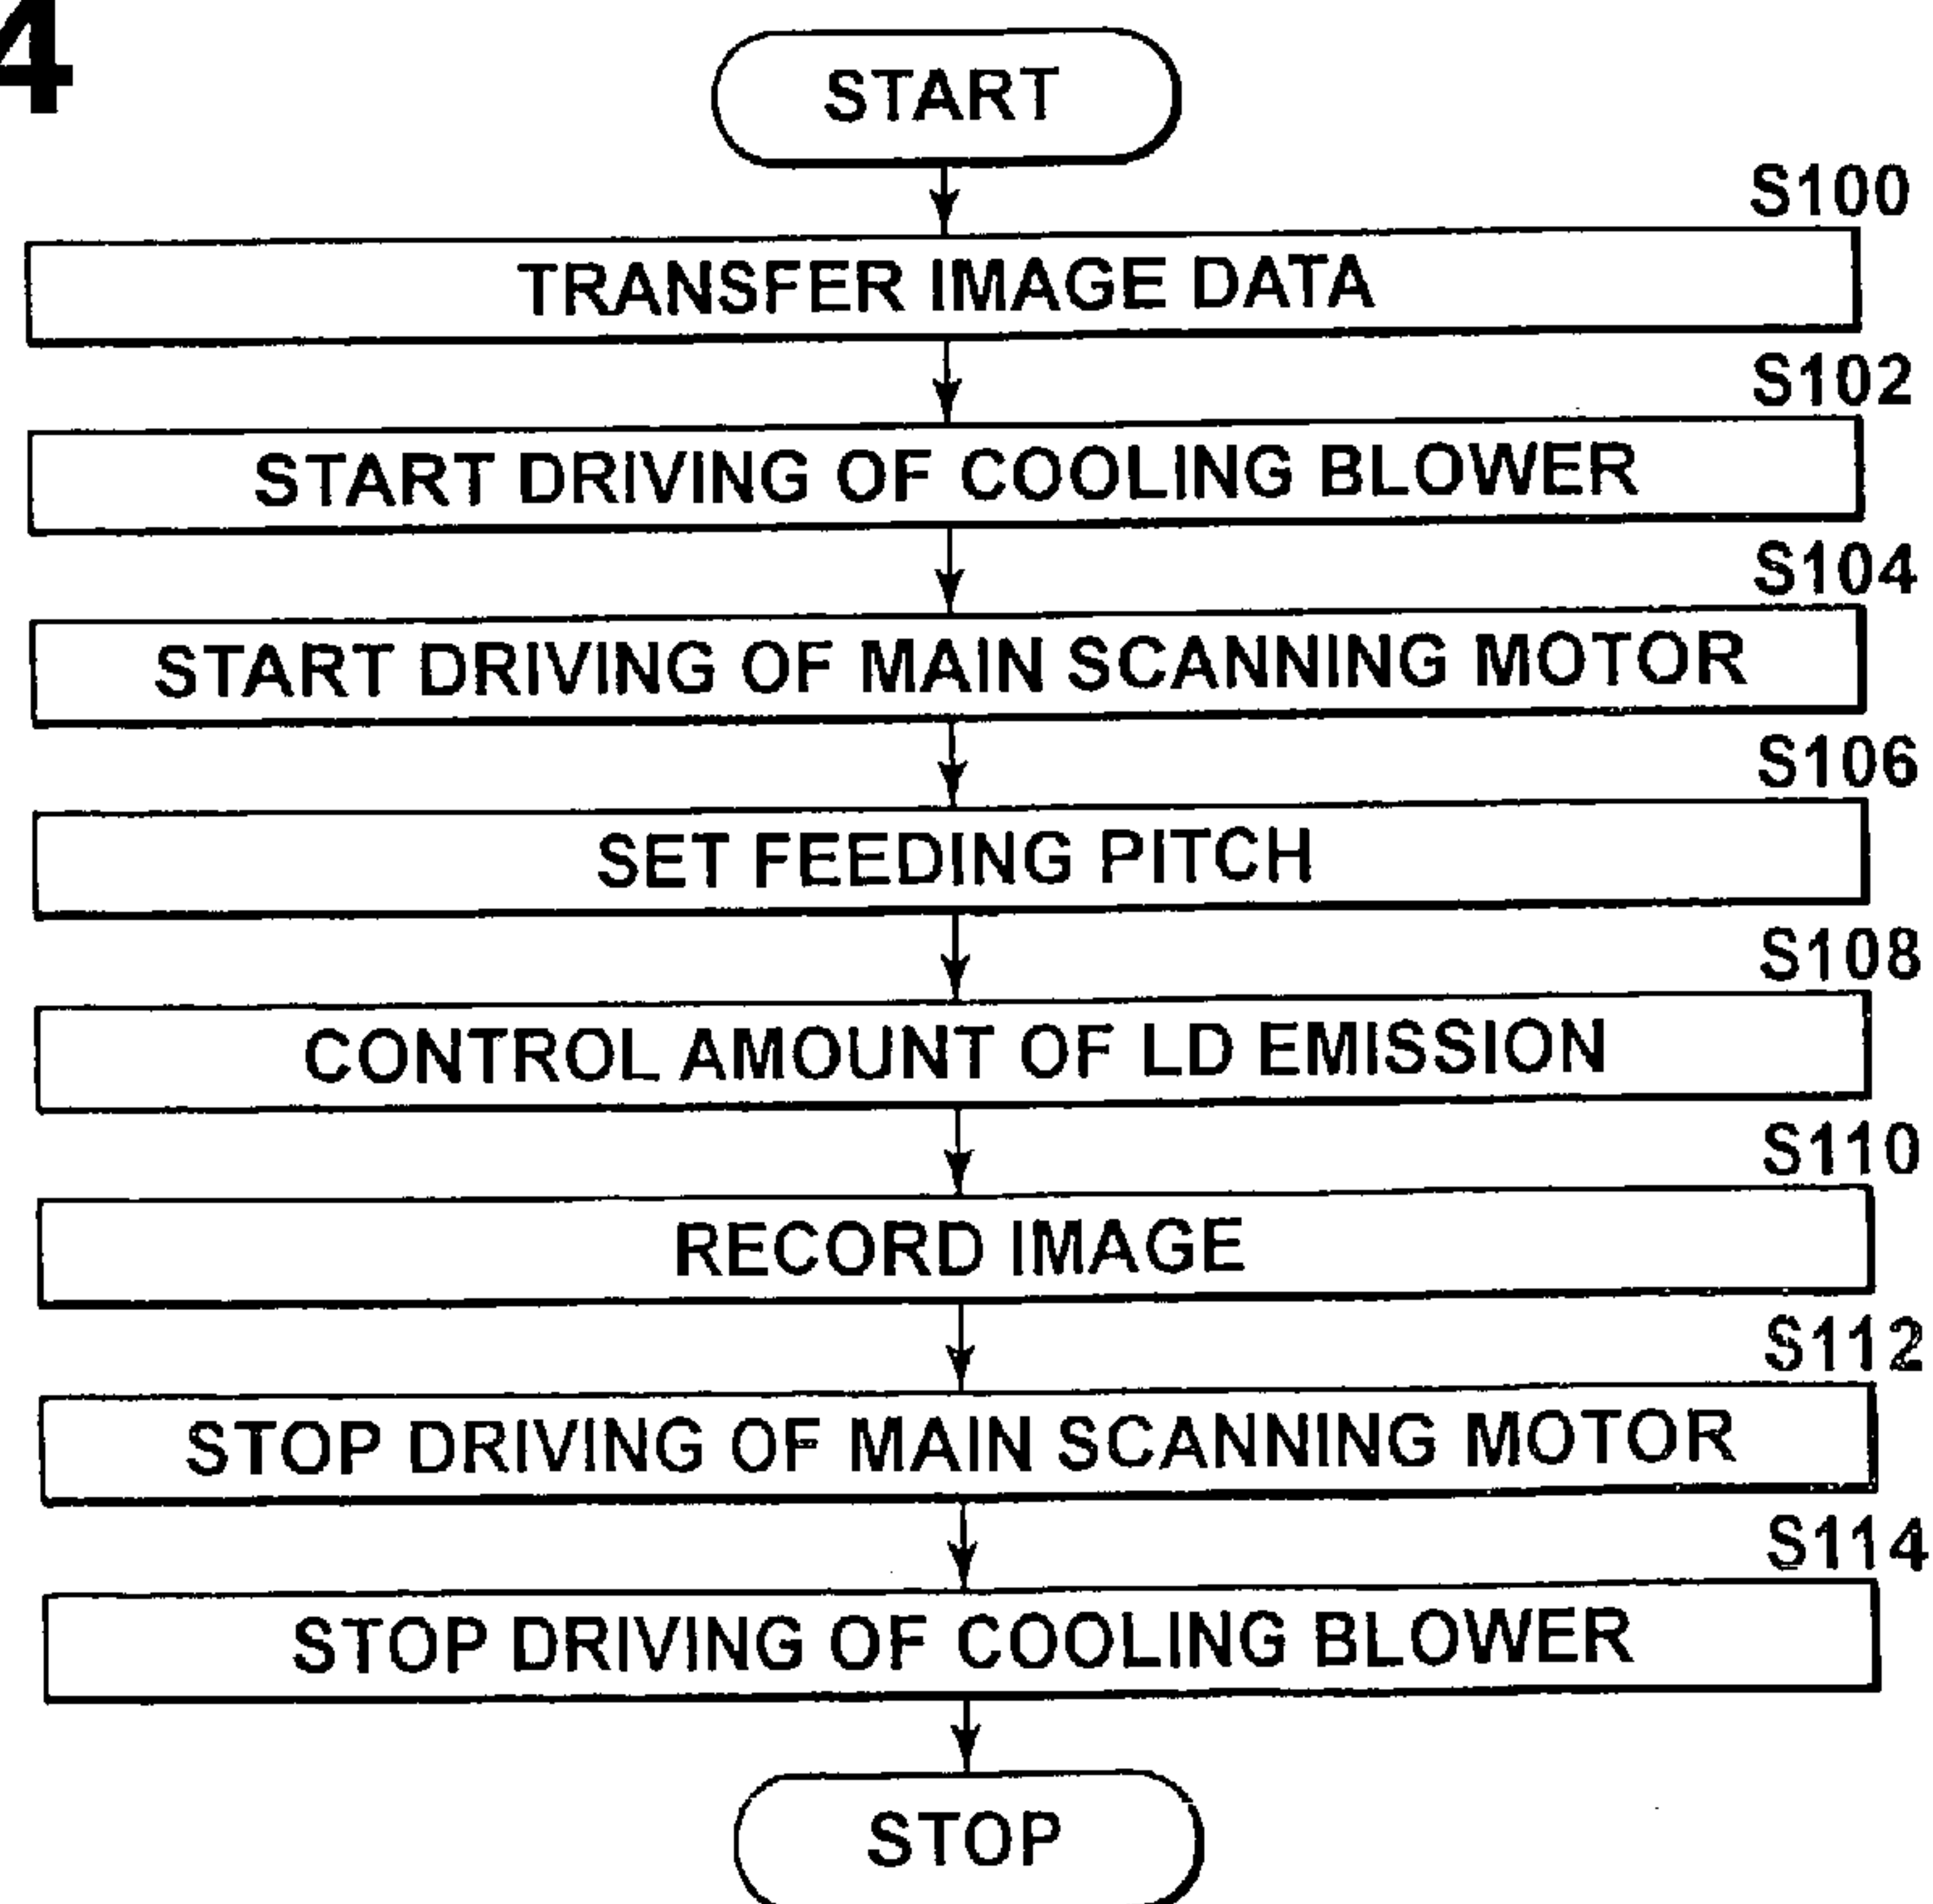 4
START
S100
TRANSFER IMAGE DATA
S102
START DRIVING OF COOLING BLOWER
S104
START DRIVING OF MAIN SCANNING MOTOR
S106
SET FEEDING PITCH
S108
CONTROL AMOUNT OF LD EMISSION
S110
RECORD IMAGE
S112
STOP DRIVING OF MAIN SCANNING MOTOR
S114
STOP DRIVING OF COOLING BLOWER
STOP